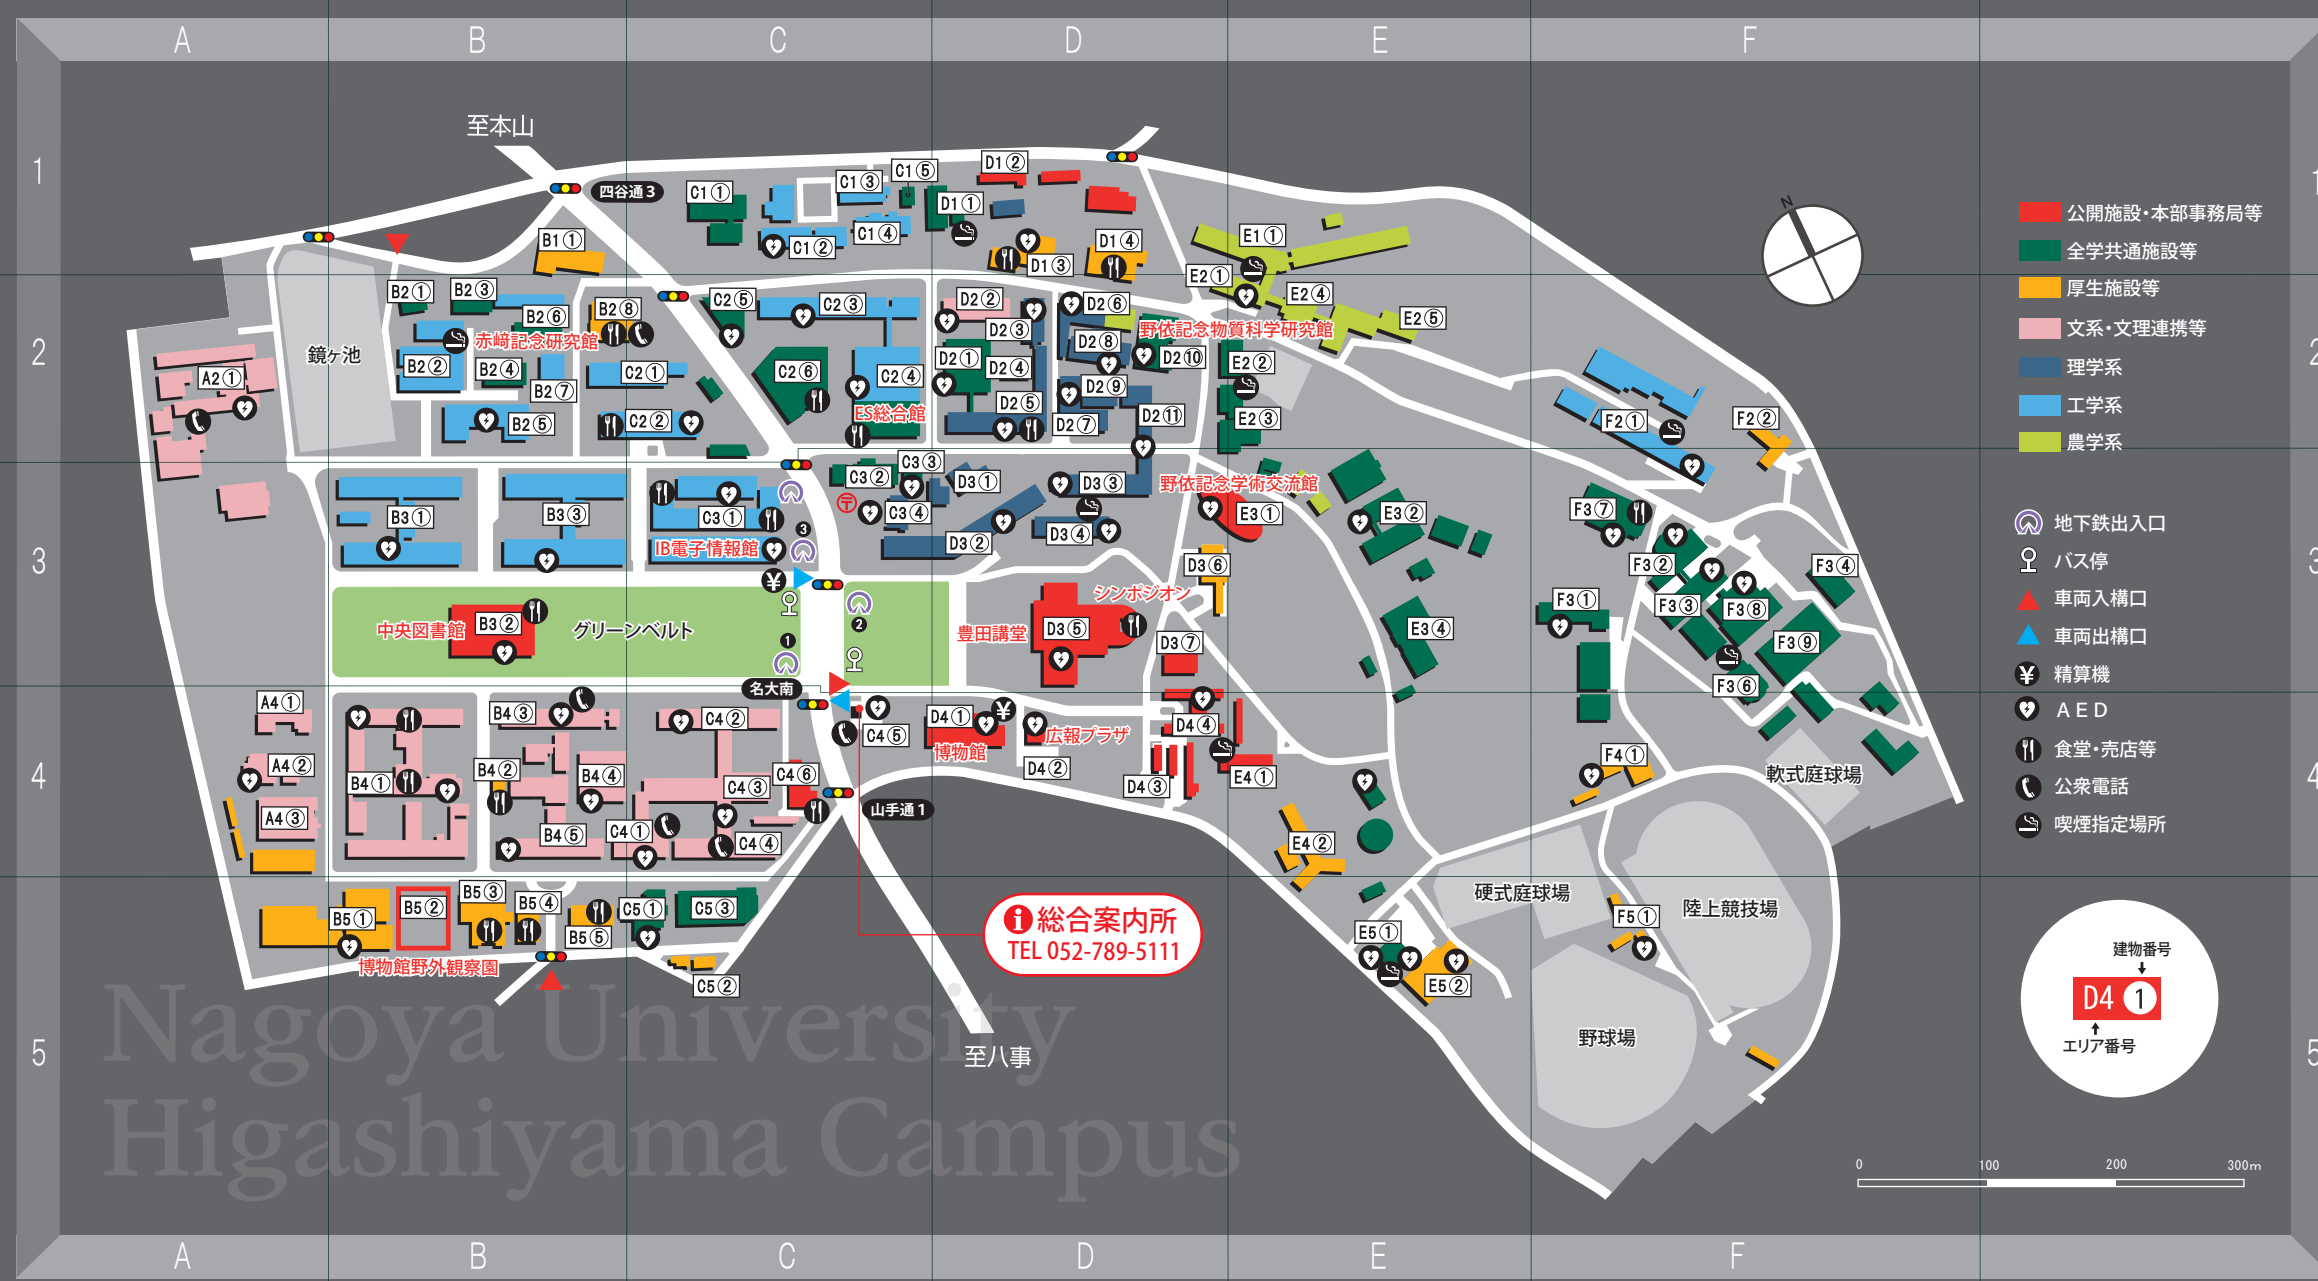 A B C D E F
1
2
3
4
5
1
2
3
4
5
A B C D E F
至本山
四谷通3
C1① C1③ C1⑤ D1②
D1①
C1② C1④
B1①
D1③ D1④
E1①
E2①
B2① B2③ B2⑥ B2⑧
赤﨑記念研究館
鏡ヶ池
B2② B2④ B2⑦
B2⑤
A2①
C2⑤ C2③
C2① C2⑥ C2④
ES総合館
C2②
D2② D2⑥
D2③ D2⑧ D2⑩
D2① D2④
D2⑨
D2⑤ D2⑦ D2⑪
野依記念物質科学研究館
E2④ E2⑤
E2②
E2③
F2① F2②
B3① B3③ C3①
IB電子情報館
C3② C3③
〒
C3④
D3① D3③
D3② D3④
野依記念学術交流館
E3① E3②
D3⑥
F3⑦
F3② F3④
F3① F3③ F3⑧
F3⑨
F3⑥
3
¥
中央図書館
B3②
グリーンベルト
2
1
豊田講堂
D3⑤
シンポジオン
D3⑦
E3④
名大南
A4①
A4②
A4③
B4① B4③
B4② B4④
B4⑤
C4② C4③
C4① C4④
C4⑥
C4⑤
D4①
¥
博物館
広報プラザ
D4②
D4④
D4③
E4①
山手通1
F4①
軟式庭球場
E4②
硬式庭球場
陸上競技場
F5①
野球場
B5① B5② B5③ B5④
B5⑤
C5① C5③
C5②
博物館野外観察園
E5①
E5②
i 総合案内所
TEL 052-789-5111
至八事
Nagoya University
Higashiyama Campus
N
公開施設・本部事務局等
全学共通施設等
厚生施設等
文系・文理連携等
理学系
工学系
農学系
地下鉄出入口
バス停
車両入構口
車両出構口
¥ 精算機
AED
食堂・売店等
公衆電話
喫煙指定場所
建物番号
D4 1
エリア番号
0 100 200 300m